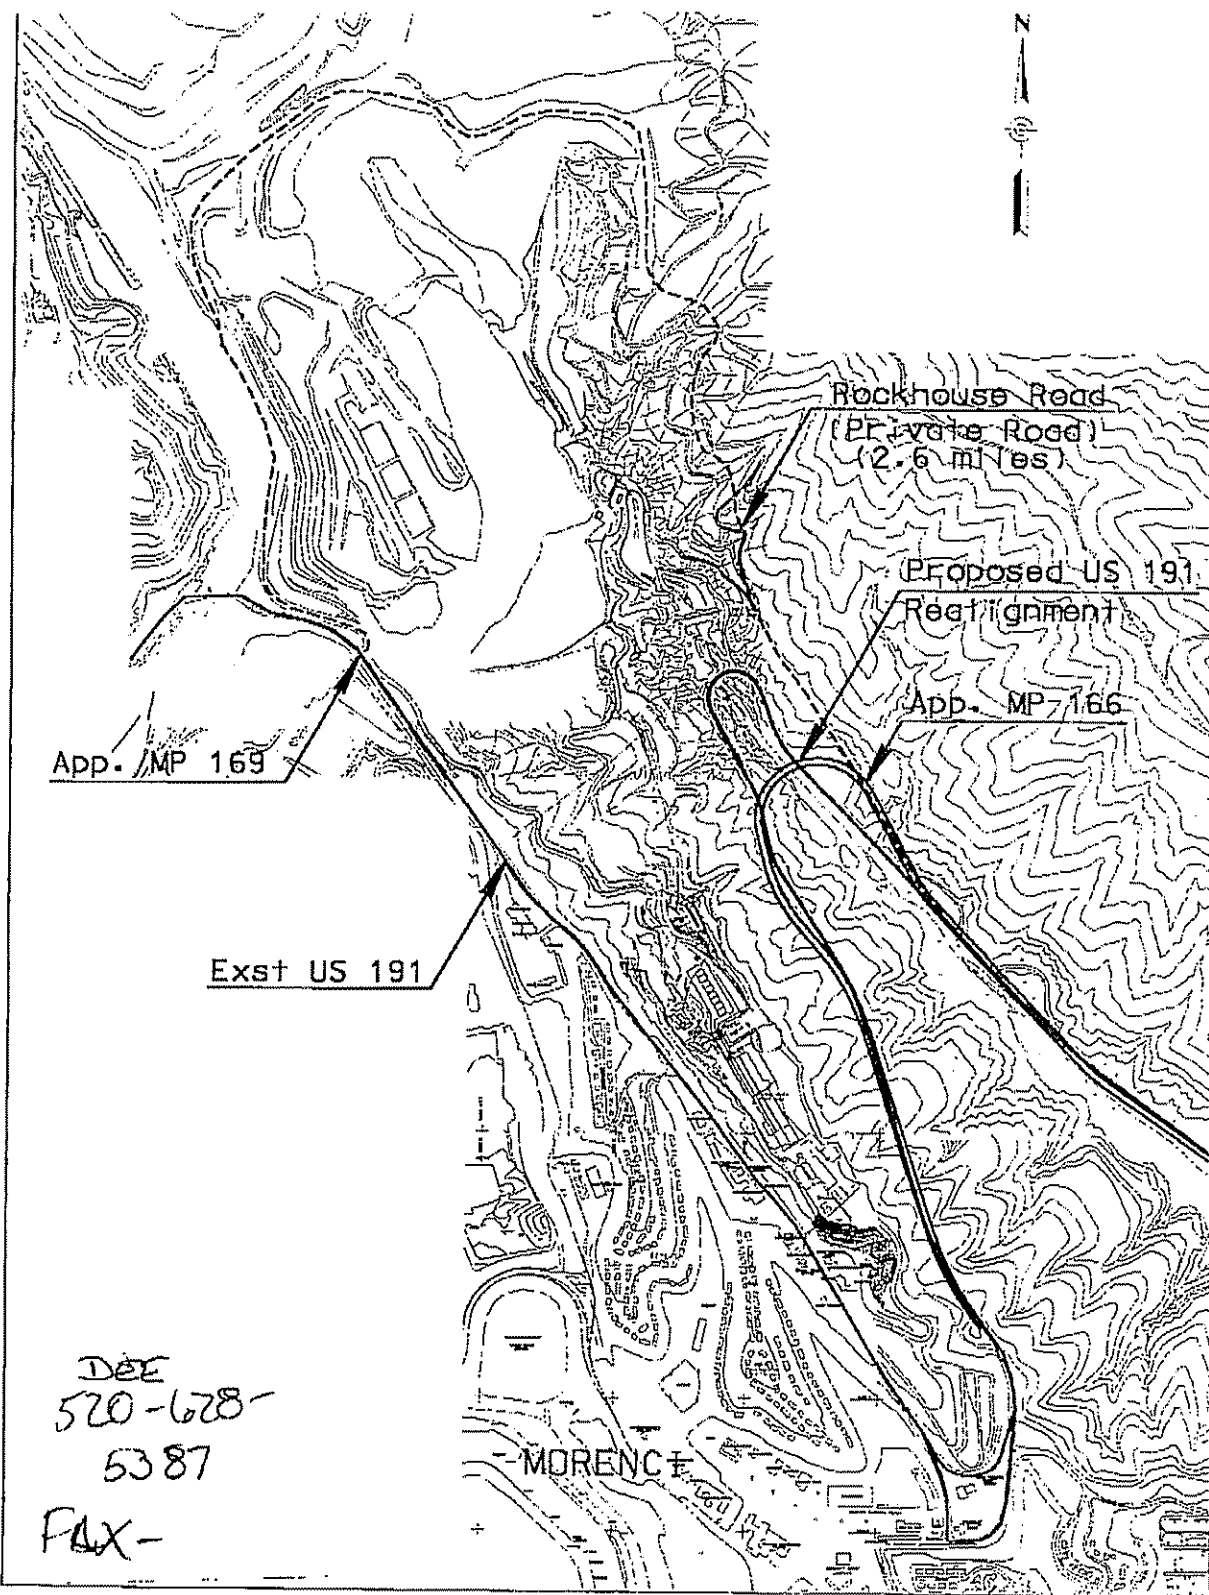 N
Rockhouse Road
(Private Road)
(2.6 miles)
Proposed US 191
Realignment
App. MP 166
App. MP 169
Exst US 191
MORENCI
DEE
520-628-
5387
FAX-